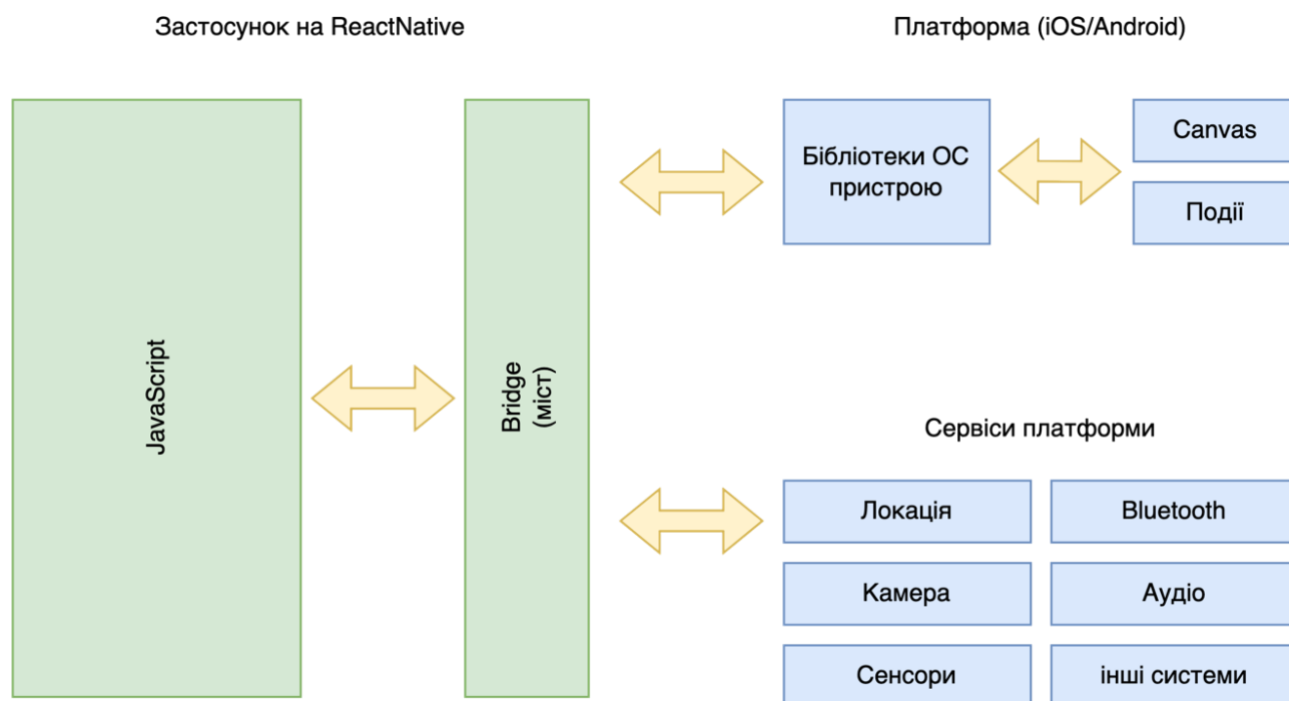 Застосунок на ReactNative
Платформа (iOS/Android)
JavaScript
Bridge
(міст)
Бібліотеки ОС
пристрою
Canvas
Події
Сервіси платформи
Локація
Bluetooth
Камера
Аудіо
Сенсори
інші системи